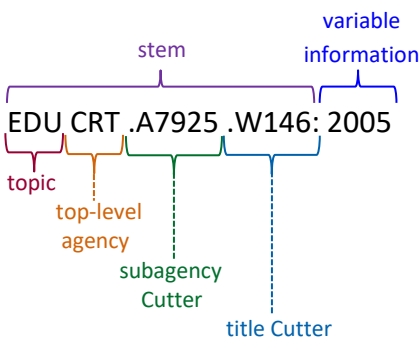 variable
information
stem
EDU CRT .A7925 .W146: 2005
topic
top-level
agency
subagency
Cutter
title Cutter